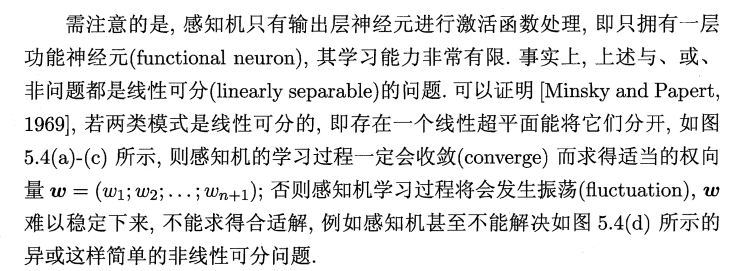 需注意的是, 感知机只有输出层神经元进行激活函数处理, 即只拥有一层
功能神经元(functional neuron), 其学习能力非常有限. 事实上, 上述与、或、
非问题都是线性可分(linearly separable)的问题. 可以证明 [Minsky and Papert,
1969], 若两类模式是线性可分的, 即存在一个线性超平面能将它们分开, 如图
5.4(a)-(c) 所示, 则感知机的学习过程一定会收敛(converge) 而求得适当的权向
量 w = (w₁; w₂; . . . ; wₙ₊₁); 否则感知机学习过程将会发生振荡(fluctuation), w
难以稳定下来, 不能求得合适解, 例如感知机甚至不能解决如图 5.4(d) 所示的
异或这样简单的非线性可分问题.